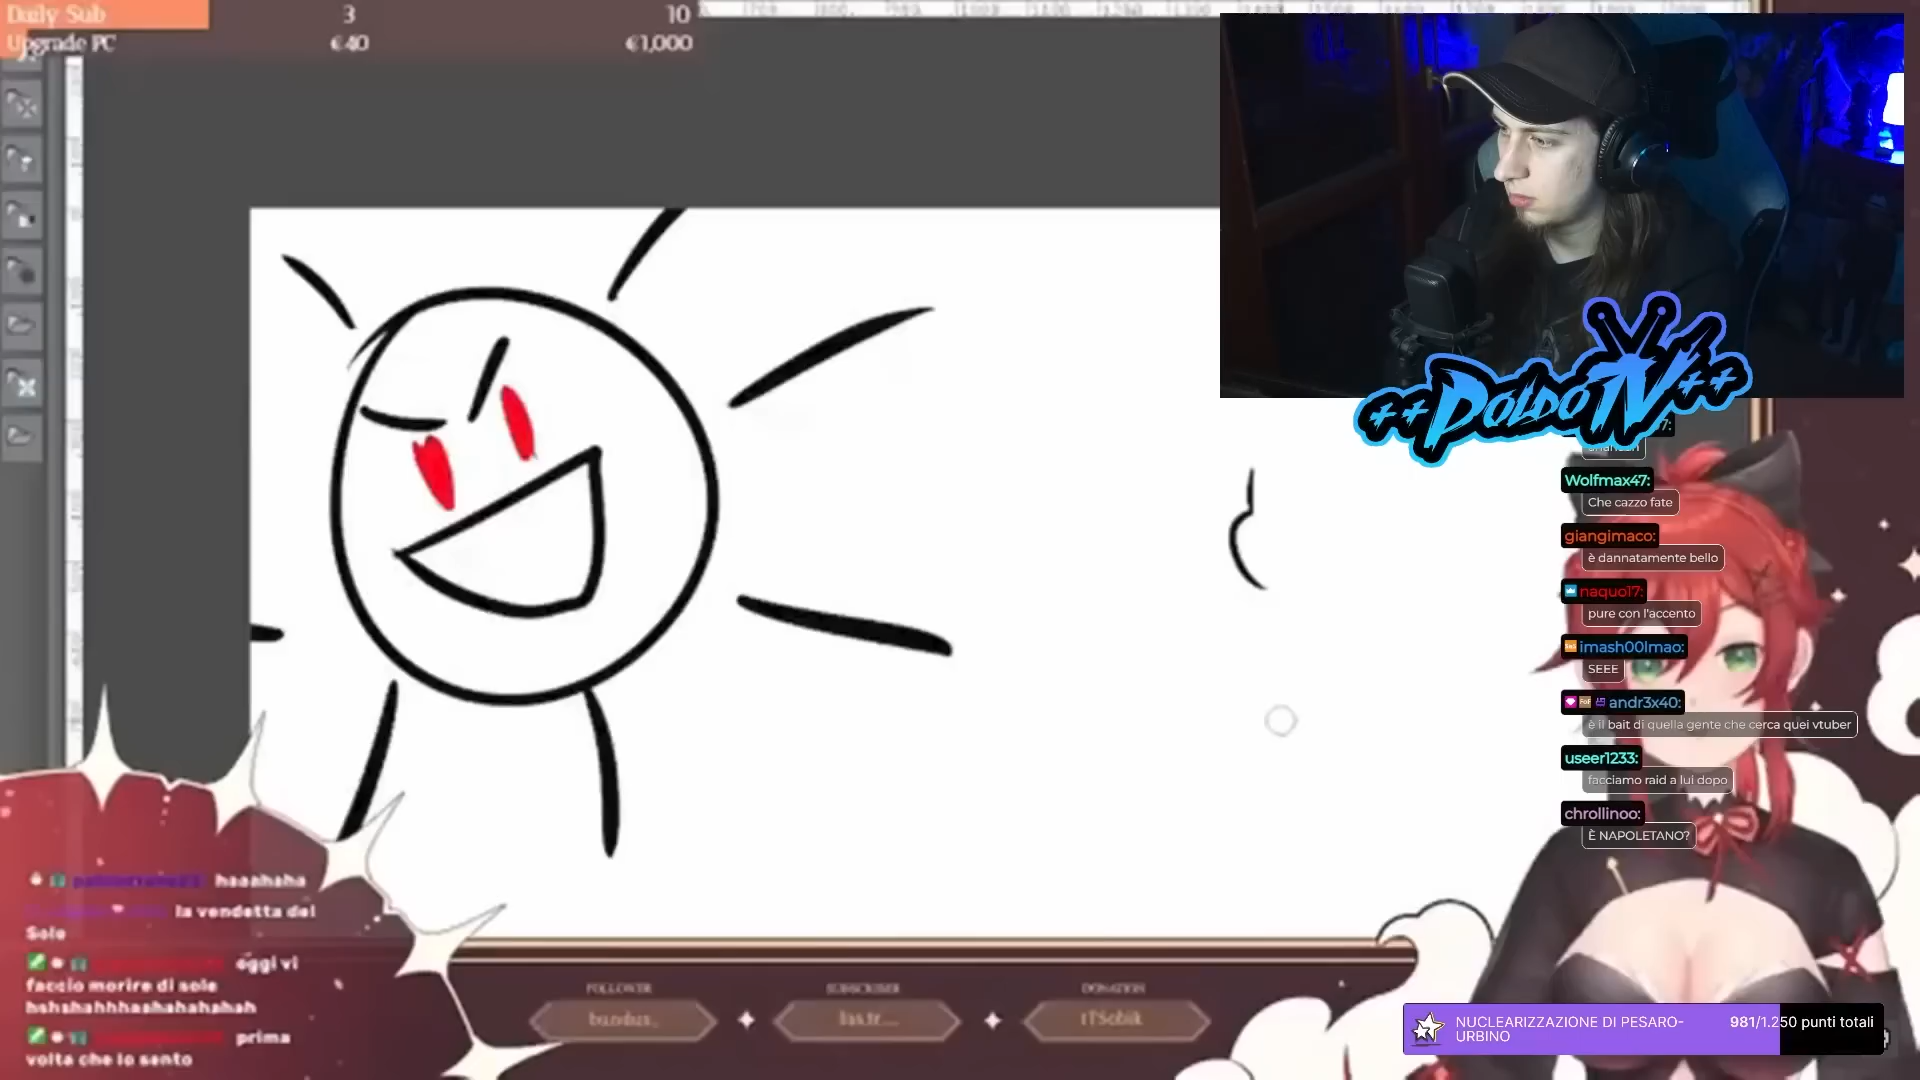 Daily Sub 3 10
Upgrade PC €40 €1,000
++DOLDOTV++
Wolfmax47:
Che cazzo fate
giangimaco:
è dannatamente bello
naquo17:
pure con l'accento
imash00lmao:
SEEE
andr3x40:
è il bait di quella gente che cerca quei vtuber
useer1233:
facciamo raid a lui dopo
chrollinoo:
È NAPOLETANO?
haaahaha
la vendetta del
Sole
oggi vi
faccio morire di sole
hshshahhhaahahahahah
prima
volta che lo sento
FOLLOWER SUBSCRIBER DONATION
NUCLEARIZZAZIONE DI PESARO-
URBINO
981/1.250 punti totali